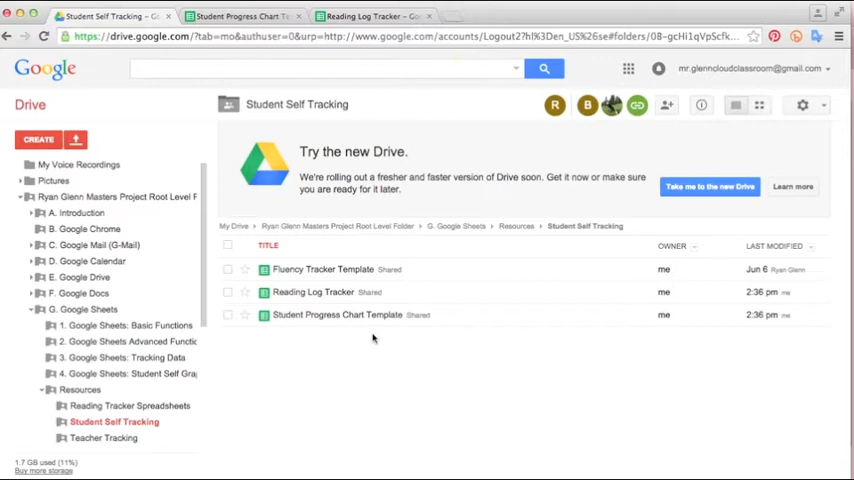 Student Self Tracking – G
Student Progress Chart Tem
Reading Log Tracker – Goo
https://drive.google.com/?tab=mo&authuser=0&urp=http://www.google.com/accounts/Logout2?hl%3Den_US%26se#folders/0B-gcHi1qVpScfk...
Google
mr.glenncloudclassroom@gmail.com
Drive
Student Self Tracking
R B
CREATE
Try the new Drive.
We're rolling out a fresher and faster version of Drive soon. Get it now or make sure
you are ready for it later.
Take me to the new Drive
Learn more
My Voice Recordings
Pictures
Ryan Glenn Masters Project Root Level F
A. Introduction
B. Google Chrome
C. Google Mail (G-Mail)
D. Google Calendar
E. Google Drive
F. Google Docs
G. Google Sheets
1. Google Sheets: Basic Functions
2. Google Sheets Advanced Functio
3. Google Sheets: Tracking Data
4. Google Sheets: Student Self Gra
Resources
Reading Tracker Spreadsheets
Student Self Tracking
Teacher Tracking
1.7 GB used (11%)
Buy more storage
My Drive > Ryan Glenn Masters Project Root Level Folder > G. Google Sheets > Resources > Student Self Tracking
TITLE OWNER LAST MODIFIED
Fluency Tracker Template Shared me Jun 6 Ryan Glenn
Reading Log Tracker Shared me 2:36 pm me
Student Progress Chart Template Shared me 2:36 pm me